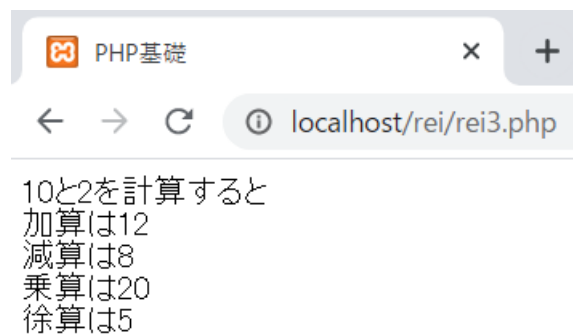 PHP基礎
localhost/rei/rei3.php
10と2を計算すると
加算は12
減算は8
乗算は20
徐算は5